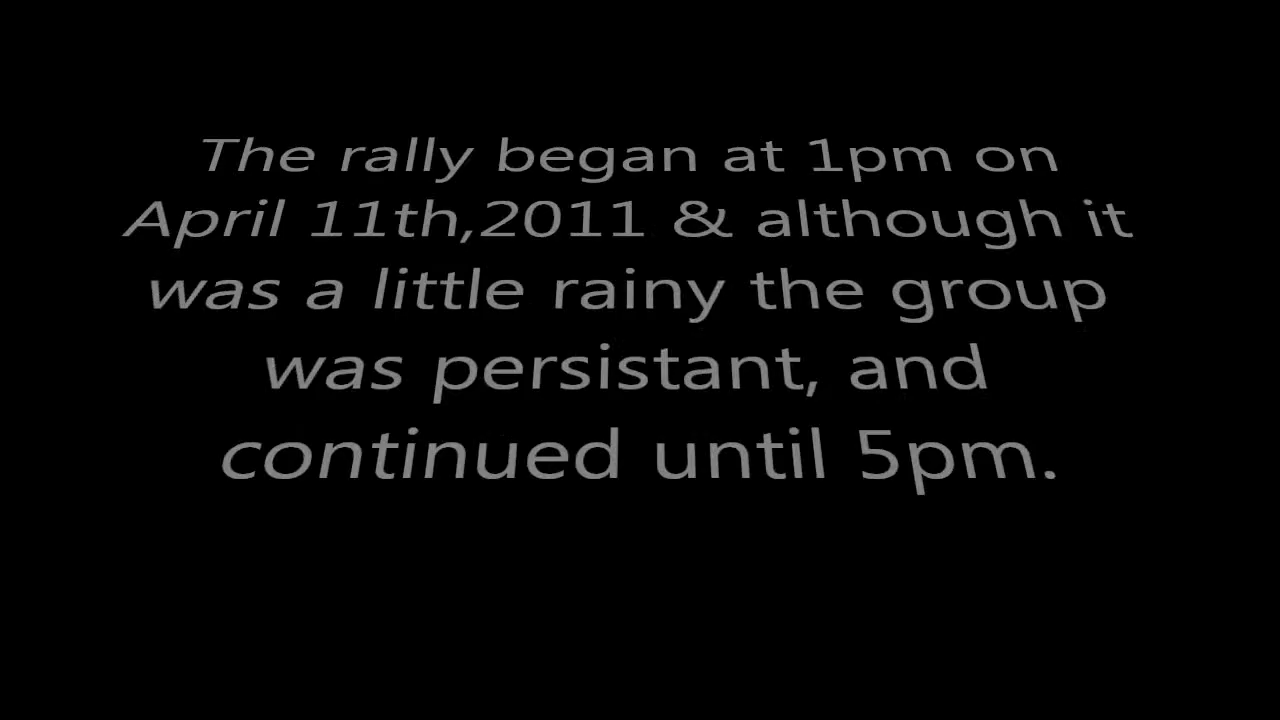 The rally began at 1pm on
April 11th,2011 & although it
was a little rainy the group
was persistant, and
continued until 5pm.